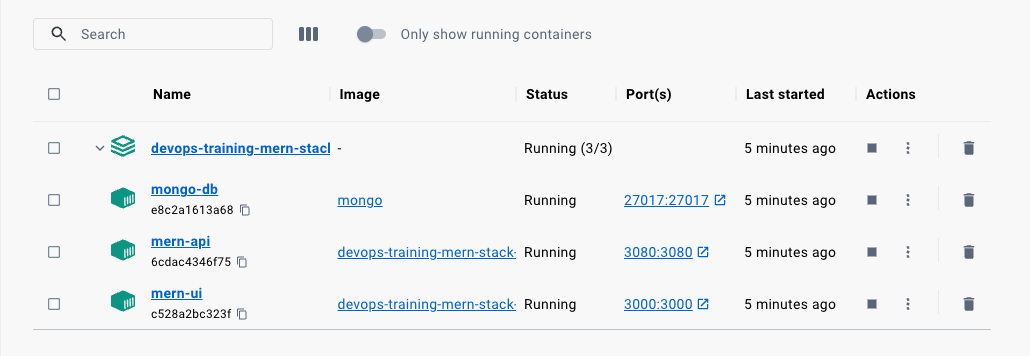 Search Only show running containers
Name Image Status Port(s) Last started Actions
devops-training-mern-stacl - Running (3/3) 5 minutes ago
mongo-db
e8c2a1613a68 mongo Running 27017:27017 5 minutes ago
mern-api
6cdac4346f75 devops-training-mern-stack- Running 3080:3080 5 minutes ago
mern-ui
c528a2bc323f devops-training-mern-stack- Running 3000:3000 5 minutes ago